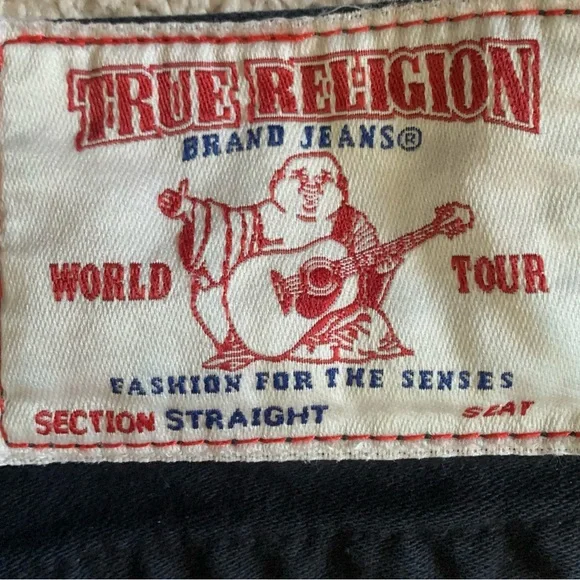 TRUE RELIGION
BRAND JEANS®
WORLD TOUR
FASHION FOR THE SENSES
SECTION STRAIGHT SEAT